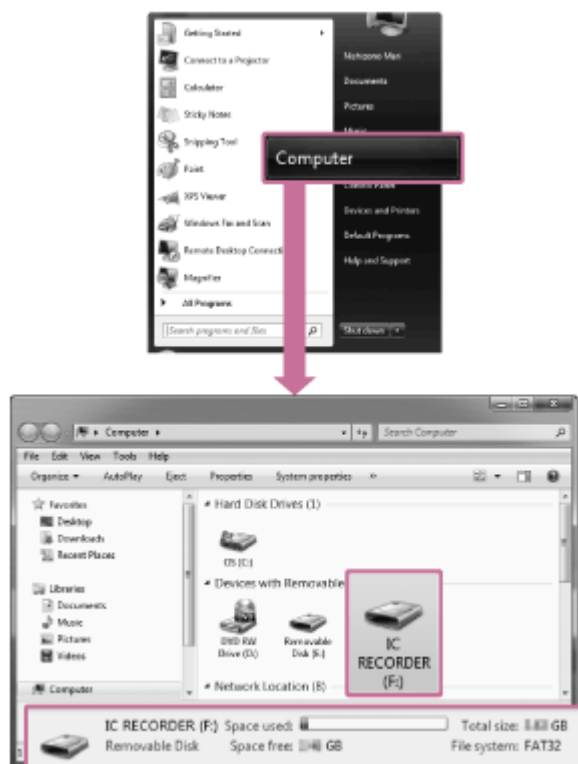 Getting Started
Connect to a Projector
Calculator
Sticky Notes
Snipping Tool
Paint
XPS Viewer
Windows Fax and Scan
Remote Desktop Connecti
Magnifier
All Programs
Search programs and files
Mari
Documents
Pictures
Music
Computer
Control Panel
Devices and Printers
Default Programs
Help and Support
Shut down
Computer
Search Computer
File Edit View Tools Help
Organize AutoPlay Eject Properties System properties »
Favorites
Desktop
Downloads
Recent Places
Libraries
Documents
Music
Pictures
Videos
Computer
Hard Disk Drives (1)
OS (C:)
Devices with Removable
DVD RW
Drive (D:)
Removable
Disk (E:)
IC
RECORDER
(F:)
Network Location (8)
IC RECORDER (F:) Space used: Total size: GB
Removable Disk Space free: GB File system: FAT32